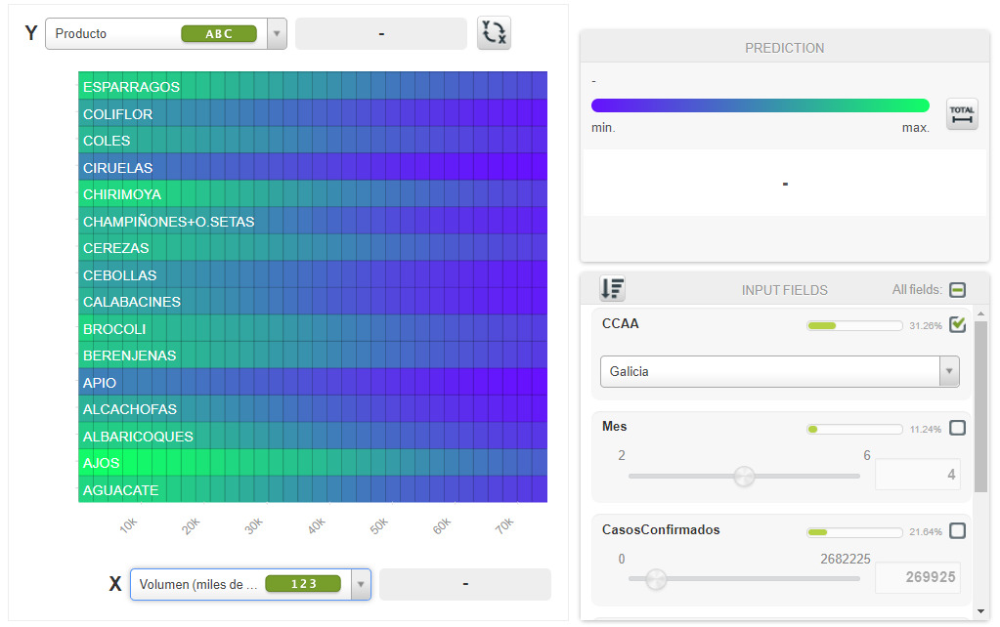 Y Producto ABC -
Y X
ESPARRAGOS
COLIFLOR
COLES
CIRUELAS
CHIRIMOYA
CHAMPIÑONES+O.SETAS
CEREZAS
CEBOLLAS
CALABACINES
BROCOLI
BERENJENAS
APIO
ALCACHOFAS
ALBARICOQUES
AJOS
AGUACATE
10k 20k 30k 40k 50k 60k 70k
X Volumen (miles de ... 123 -
PREDICTION
-
TOTAL
min. max.
-
INPUT FIELDS All fields:
CCAA 31.26%
Galicia
Mes 11.24%
2 6
4
CasosConfirmados 21.64%
0 2682225
269925